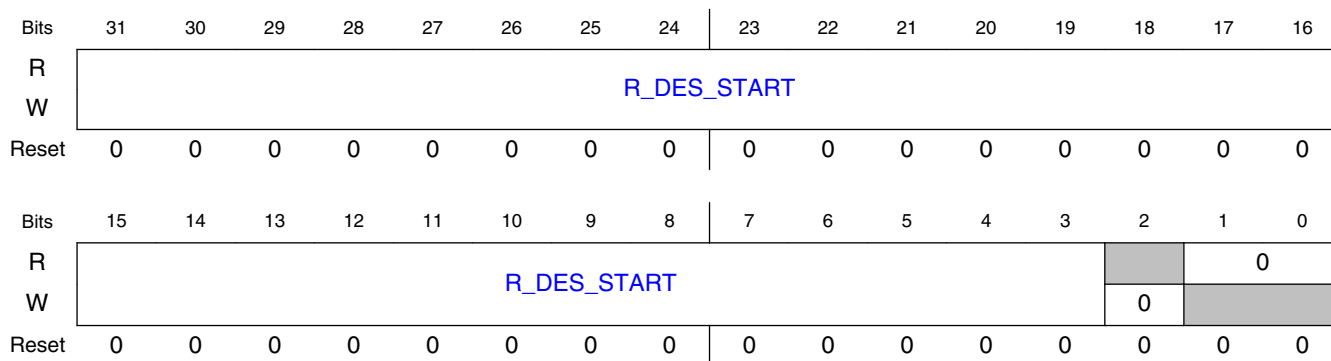 Bits 31 30 29 28 27 26 25 24 23 22 21 20 19 18 17 16
R
R_DES_START
W
Reset 0 0 0 0 0 0 0 0 0 0 0 0 0 0 0 0
Bits 15 14 13 12 11 10 9 8 7 6 5 4 3 2 1 0
R 0
R_DES_START
W 0
Reset 0 0 0 0 0 0 0 0 0 0 0 0 0 0 0 0